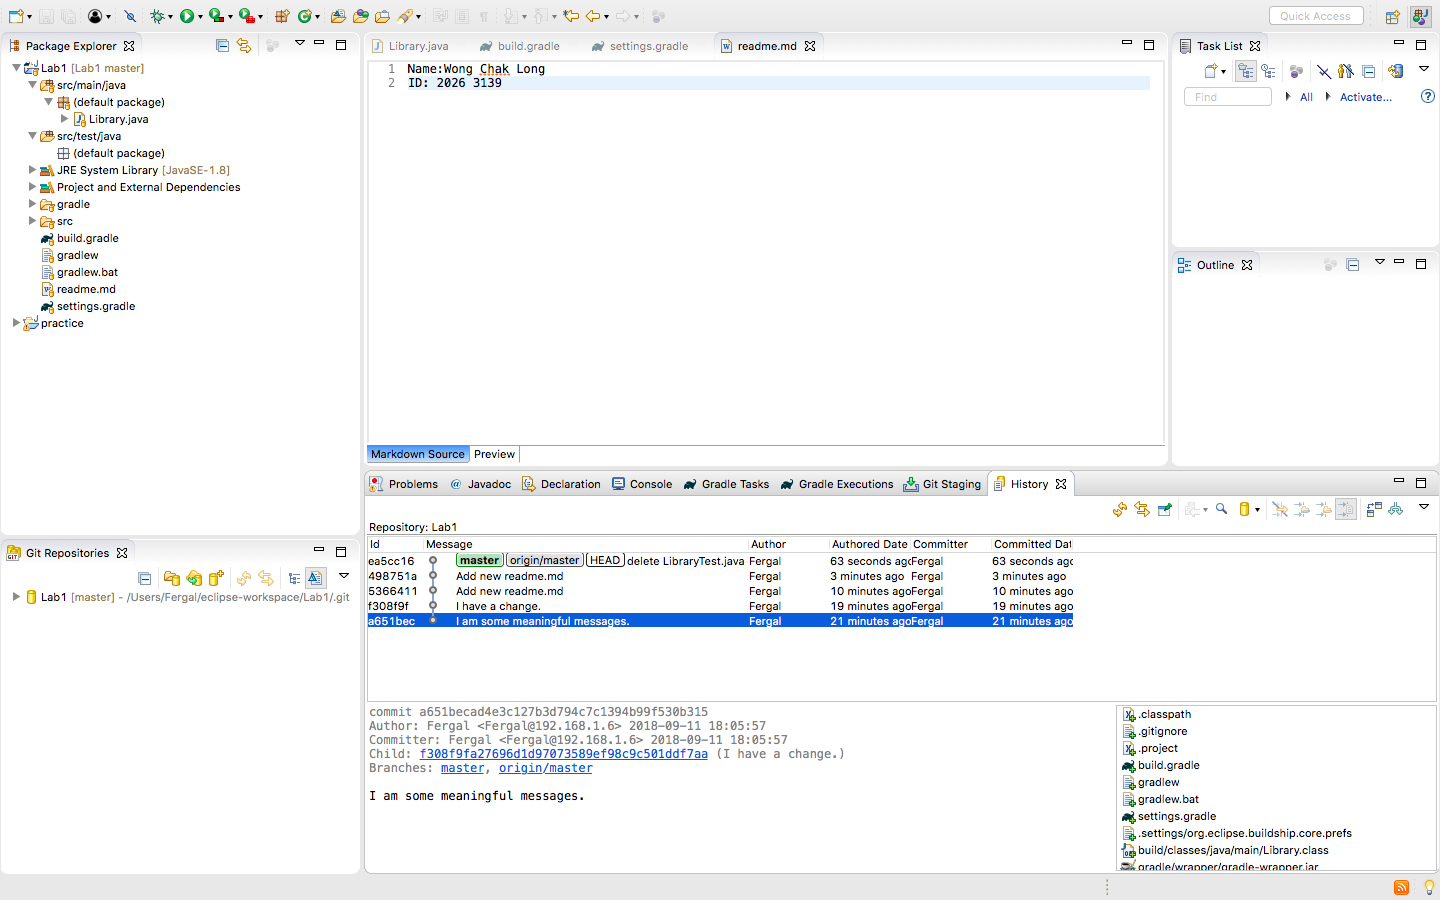 Quick Access
Package Explorer
Lab1 [Lab1 master]
src/main/java
(default package)
Library.java
src/test/java
(default package)
JRE System Library [JavaSE-1.8]
Project and External Dependencies
gradle
src
build.gradle
gradlew
gradlew.bat
readme.md
settings.gradle
practice
Git Repositories
Lab1 [master] - /Users/Fergal/eclipse-workspace/Lab1/.git
Library.java build.gradle settings.gradle readme.md
1 Name:Wong Chak Long
2 ID: 2026 3139
Markdown Source Preview
Task List
Find All Activate...
Outline
Problems Javadoc Declaration Console Gradle Tasks Gradle Executions Git Staging History
Repository: Lab1
Id Message Author Authored Date Committer Committed Dat
ea5cc16 master origin/master HEAD delete LibraryTest.java Fergal 63 seconds ago Fergal 63 seconds ago
498751a Add new readme.md Fergal 3 minutes ago Fergal 3 minutes ago
5366411 Add new readme.md Fergal 10 minutes ago Fergal 10 minutes ago
f308f9f I have a change. Fergal 19 minutes ago Fergal 19 minutes ago
a651bec I am some meaningful messages. Fergal 21 minutes ago Fergal 21 minutes ago
commit a651becad4e3c127b3d794c7c1394b99f530b315
Author: Fergal <Fergal@192.168.1.6> 2018-09-11 18:05:57
Committer: Fergal <Fergal@192.168.1.6> 2018-09-11 18:05:57
Child: f308f9fa27696d1d97073589ef98c9c501ddf7aa (I have a change.)
Branches: master, origin/master
I am some meaningful messages.
.classpath
.gitignore
.project
build.gradle
gradlew
gradlew.bat
settings.gradle
.settings/org.eclipse.buildship.core.prefs
build/classes/java/main/Library.class
gradle/wrapper/gradle-wrapper.jar